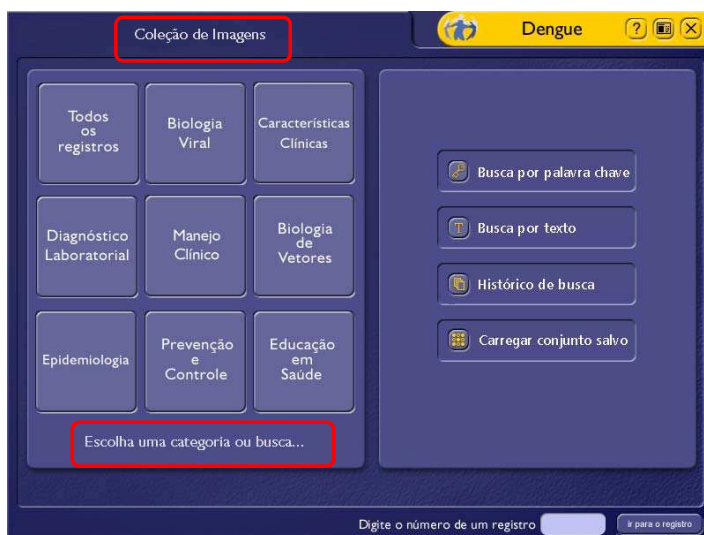 Coleção de Imagens
Dengue
?
Todos
os
registros
Biologia
Viral
Características
Clínicas
Diagnóstico
Laboratorial
Manejo
Clínico
Biologia
de
Vetores
Epidemiologia
Prevenção
e
Controle
Educação
em
Saúde
Escolha uma categoria ou busca...
Busca por palavra chave
T Busca por texto
Histórico de busca
Carregar conjunto salvo
Digite o número de um registro
ir para o registro